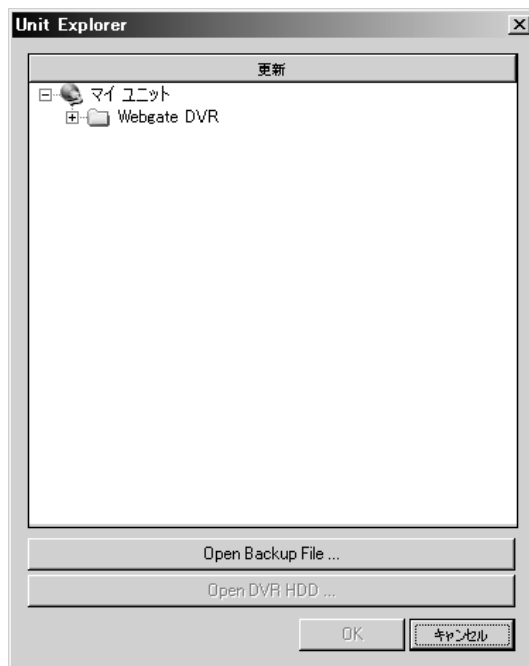 Unit Explorer
更新
マイ ユニット
Webgate DVR
Open Backup File ...
Open DVR HDD ...
OK
キャンセル